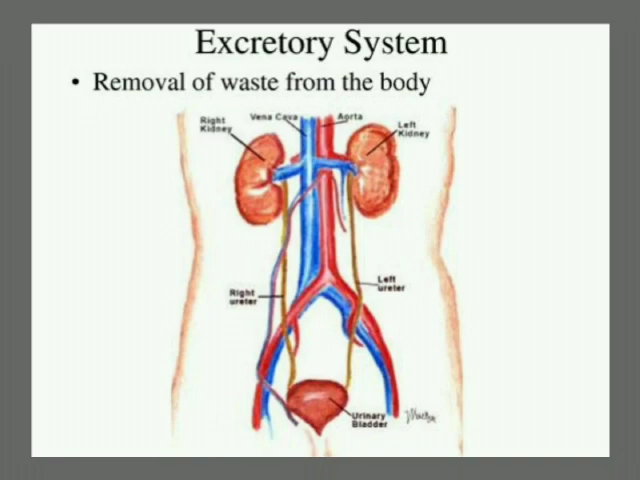 Excretory System
• Removal of waste from the body
Right
Kidney
Vena Cava
Aorta
Left
Kidney
Right
ureter
Left
ureter
Urinary
Bladder